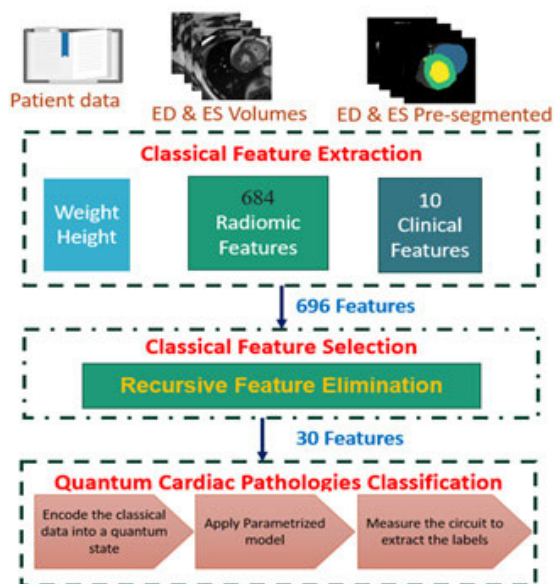 Patient data
ED & ES Volumes
ED & ES Pre-segmented
Classical Feature Extraction
Weight
Height
684
Radiomic
Features
10
Clinical
Features
696 Features
Classical Feature Selection
Recursive Feature Elimination
30 Features
Quantum Cardiac Pathologies Classification
Encode the classical
data into a quantum
state
Apply Parametrized
model
Measure the circuit to
extract the labels